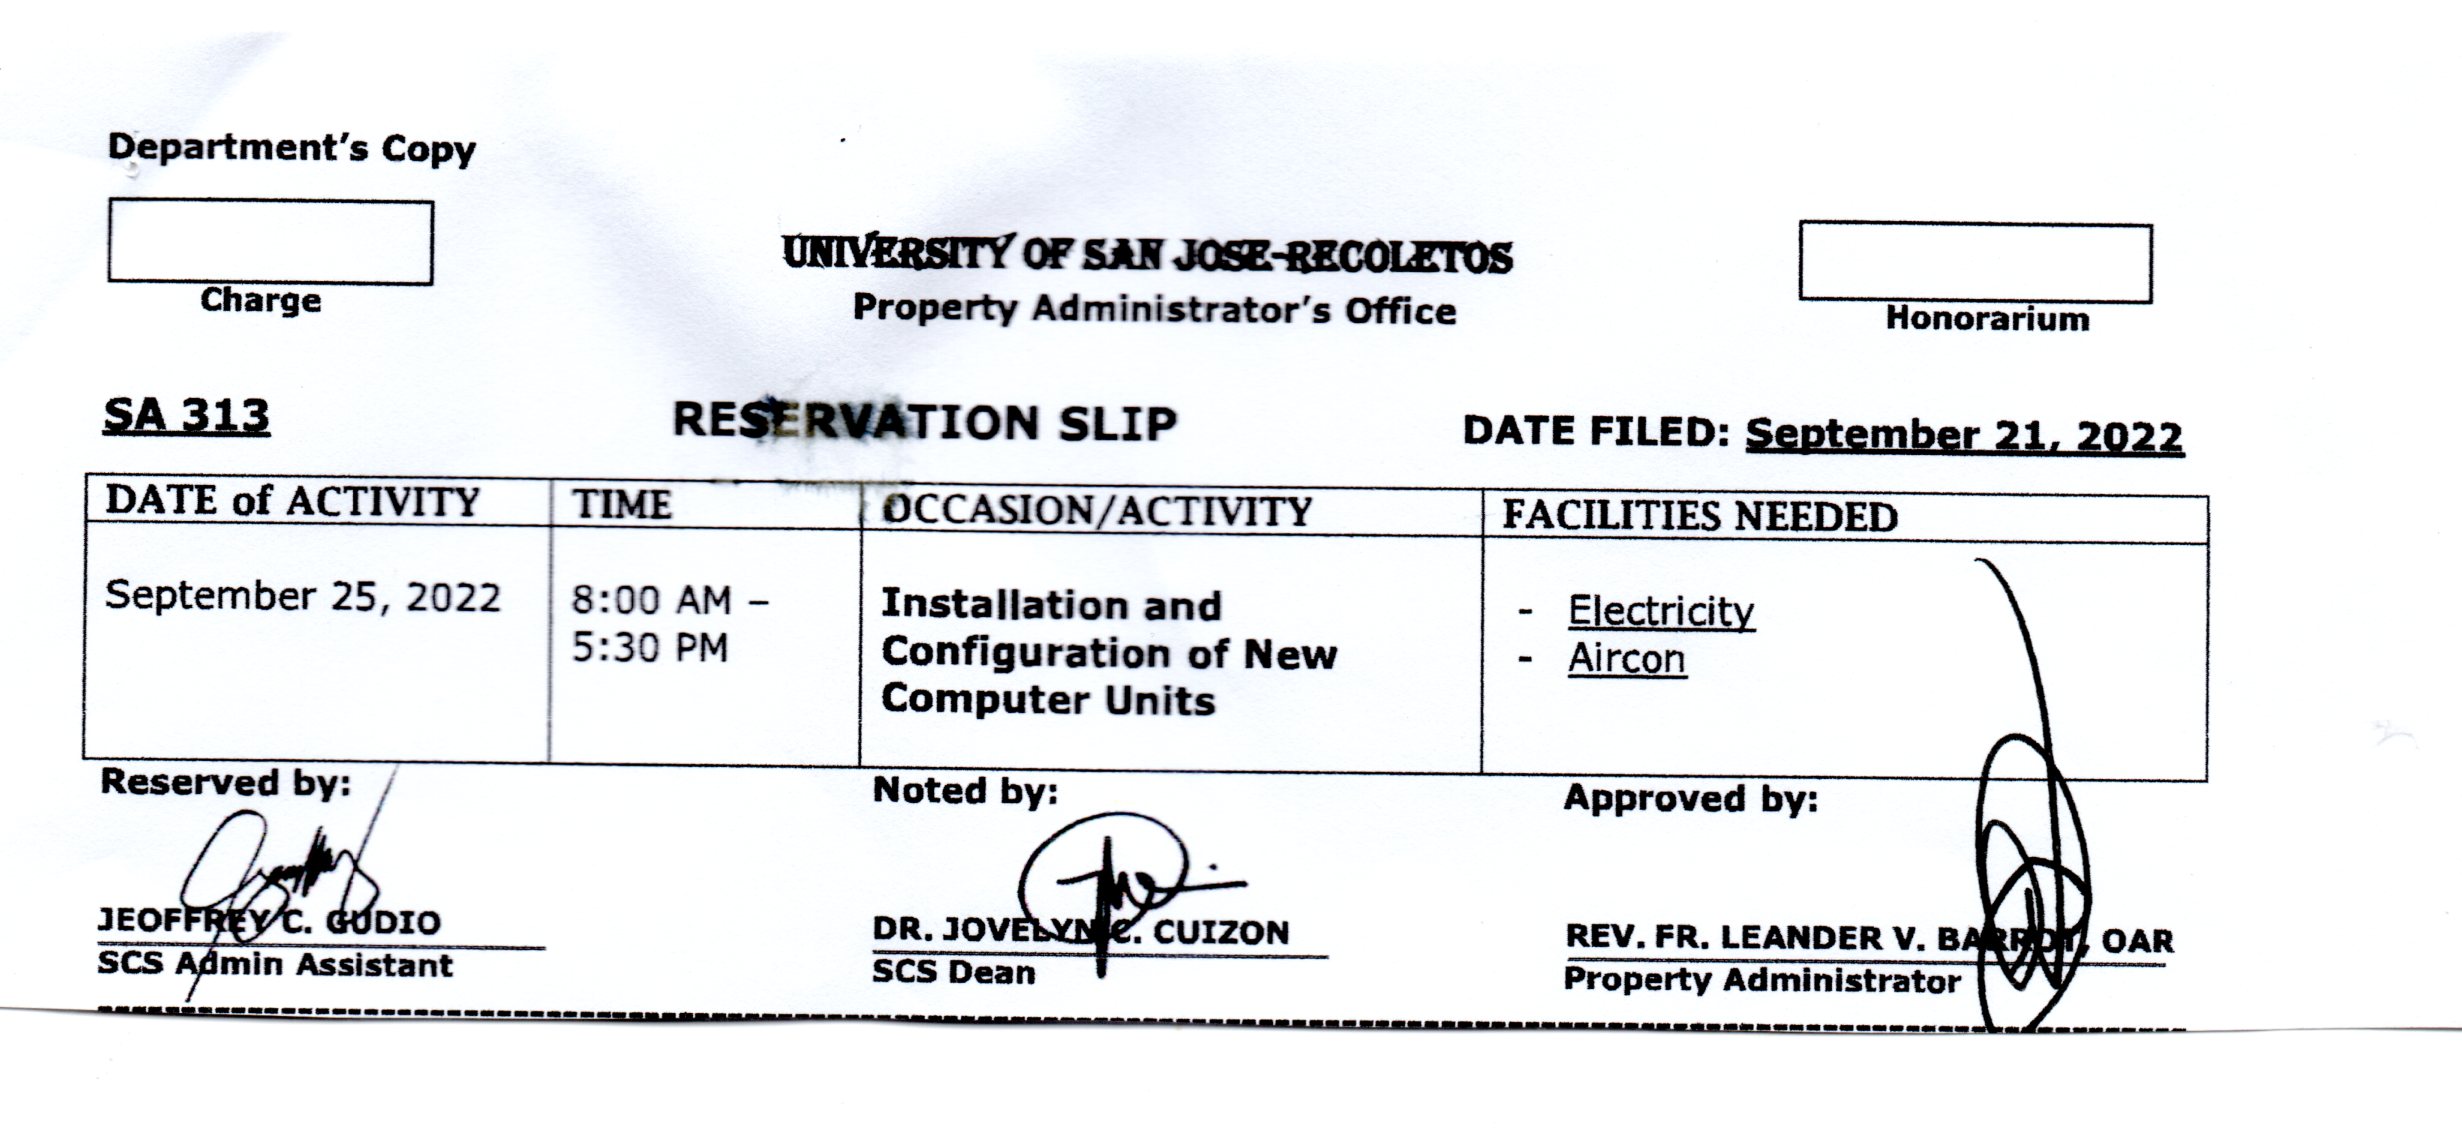 Department's Copy
Charge
UNIVERSITY OF SAN JOSE-RECOLETOS
Property Administrator's Office
Honorarium
SA 313
RESERVATION SLIP
DATE FILED: September 21, 2022
DATE of ACTIVITY TIME OCCASION/ACTIVITY FACILITIES NEEDED
September 25, 2022
8:00 AM –
5:30 PM
Installation and
Configuration of New
Computer Units
- Electricity
- Aircon
Reserved by:
JEOFFREY C. GUDIO
SCS Admin Assistant
Noted by:
DR. JOVELYN C. CUIZON
SCS Dean
Approved by:
REV. FR. LEANDER V. BARROT, OAR
Property Administrator